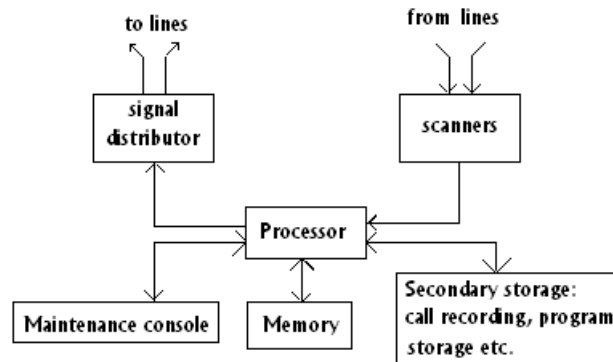 to lines
from lines
signal
distributor
scanners
Processor
Maintenance console
Memory
Secondary storage:
call recording, program
storage etc.